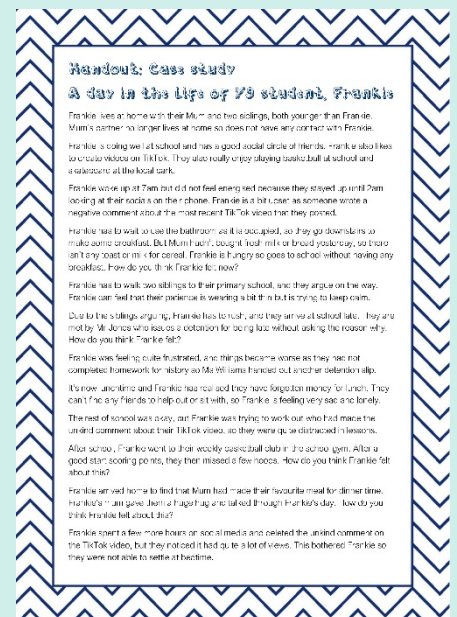 Handout: Case study
A day in the life of Y9 student, Frankie
Frankie lives at home with their Mum and two siblings, both younger than Frankie.
Mum's partner no longer lives at home so does not have any contact with Frankie.
Frankie is doing well at school and has a good social circle of friends. Frankie also likes
to create videos on TikTok. They also really enjoy playing basketball at school and
skateboard at the local park.
Frankie woke up at 7am but did not feel energised because they stayed up until 2am
looking at their socials on their phone. Frankie is a bit upset as someone wrote a
negative comment about the most recent TikTok video that they posted.
Frankie has to wait to use the bathroom as it is occupied, so they go downstairs to
make some breakfast. But Mum hadn't bought fresh milk or bread yesterday, so there
isn't any toast or milk for cereal. Frankie is hungry so goes to school without having any
breakfast. How do you think Frankie felt now?
Frankie has to walk two siblings to their primary school, and they argue on the way.
Frankie can feel that their patience is wearing a bit thin but is trying to keep calm.
Due to the siblings arguing, Frankie has to rush, and they arrive at school late. They are
met by Mr Jones who issues a detention for being late without asking the reason why.
How do you think Frankie felt?
Frankie was feeling quite frustrated, and things became worse as they had not
completed homework for history so Ms Williams handed out another detention slip.
It's now lunchtime and Frankie has realised they have forgotten money for lunch. They
can't find any friends to help out or sit with, so Frankie is feeling very sad and lonely.
The rest of school was okay, but Frankie was trying to work out who had made the
unkind comment about their TikTok video, so they were quite distracted in lessons.
After school, Frankie went to their weekly basketball club in the school gym. After a
good start scoring points, they then missed a few hoops. How do you think Frankie felt
about this?
Frankie arrived home to find that Mum had made their favourite meal for dinner time.
Frankie's mum gave them a huge hug and talked through Frankie's day. How do you
think Frankie felt about this?
Frankie spent a few more hours on social media and deleted the unkind comment on
the TikTok video, but they noticed it had quite a lot of views. This bothered Frankie so
they were not able to settle at bedtime.